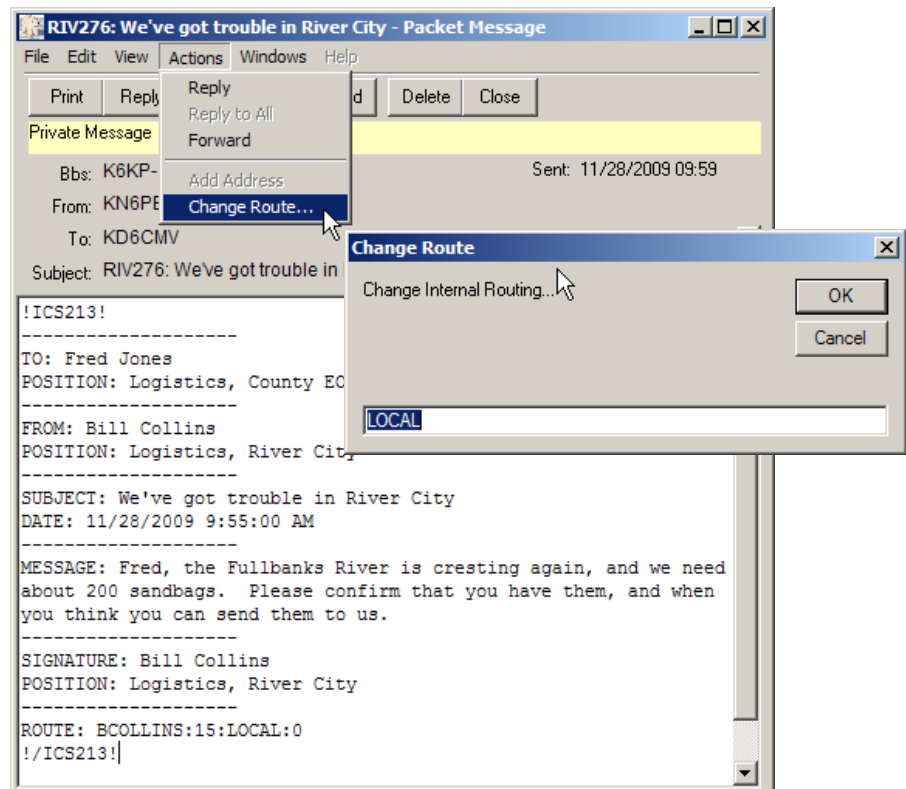 RIV276: We've got trouble in River City - Packet Message
File Edit View Actions Windows Help
Print Reply d Delete Close
Reply
Reply to All
Forward
Add Address
Change Route...
Private Message
Bbs: K6KP- Sent: 11/28/2009 09:59
From: KN6PE
To: KD6CMV
Subject: RIV276: We've got trouble in
Change Route
Change Internal Routing...
OK
Cancel
LOCAL
!ICS213!
--------------------
TO: Fred Jones
POSITION: Logistics, County EO
--------------------
FROM: Bill Collins
POSITION: Logistics, River City
--------------------
SUBJECT: We've got trouble in River City
DATE: 11/28/2009 9:55:00 AM
--------------------
MESSAGE: Fred, the Fullbanks River is cresting again, and we need
about 200 sandbags.  Please confirm that you have them, and when
you think you can send them to us.
--------------------
SIGNATURE: Bill Collins
POSITION: Logistics, River City
--------------------
ROUTE: BCOLLINS:15:LOCAL:0
!/ICS213!